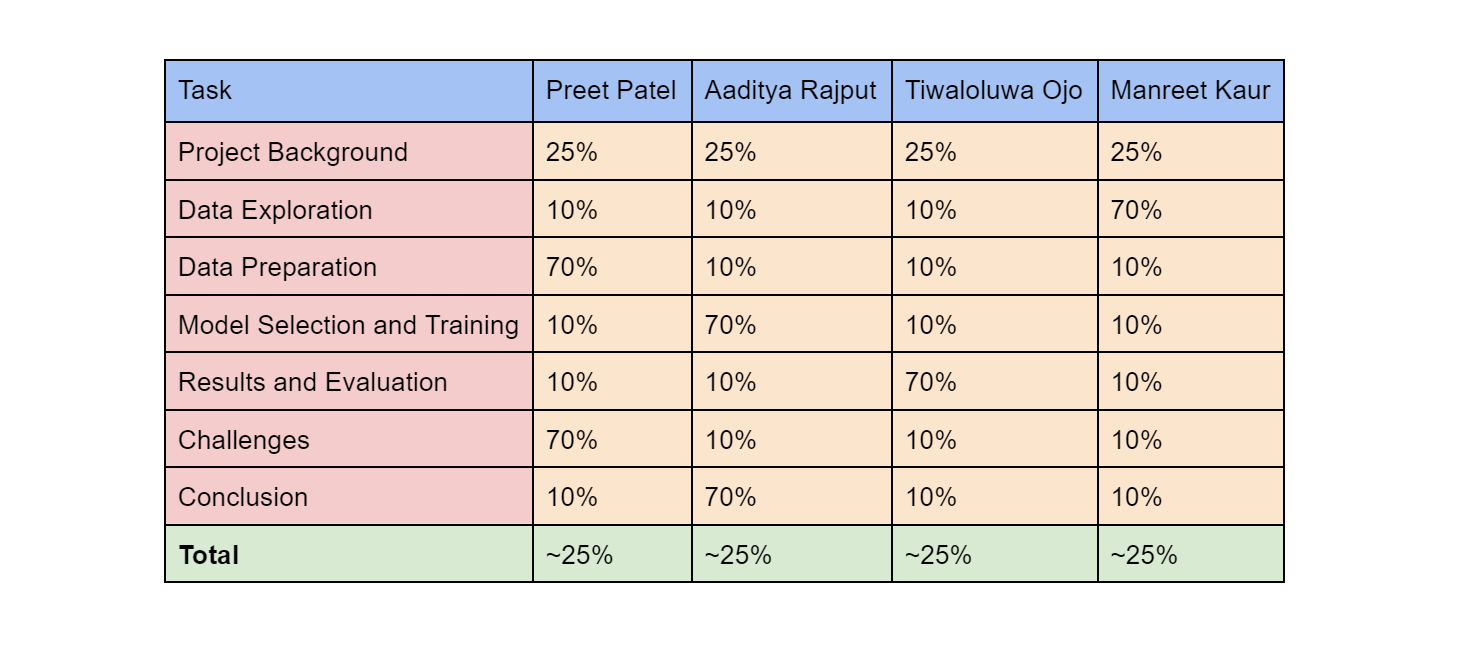 Task Preet Patel Aaditya Rajput Tiwaloluwa Ojo Manreet Kaur
Project Background 25% 25% 25% 25%
Data Exploration 10% 10% 10% 70%
Data Preparation 70% 10% 10% 10%
Model Selection and Training 10% 70% 10% 10%
Results and Evaluation 10% 10% 70% 10%
Challenges 70% 10% 10% 10%
Conclusion 10% 70% 10% 10%
Total ~25% ~25% ~25% ~25%